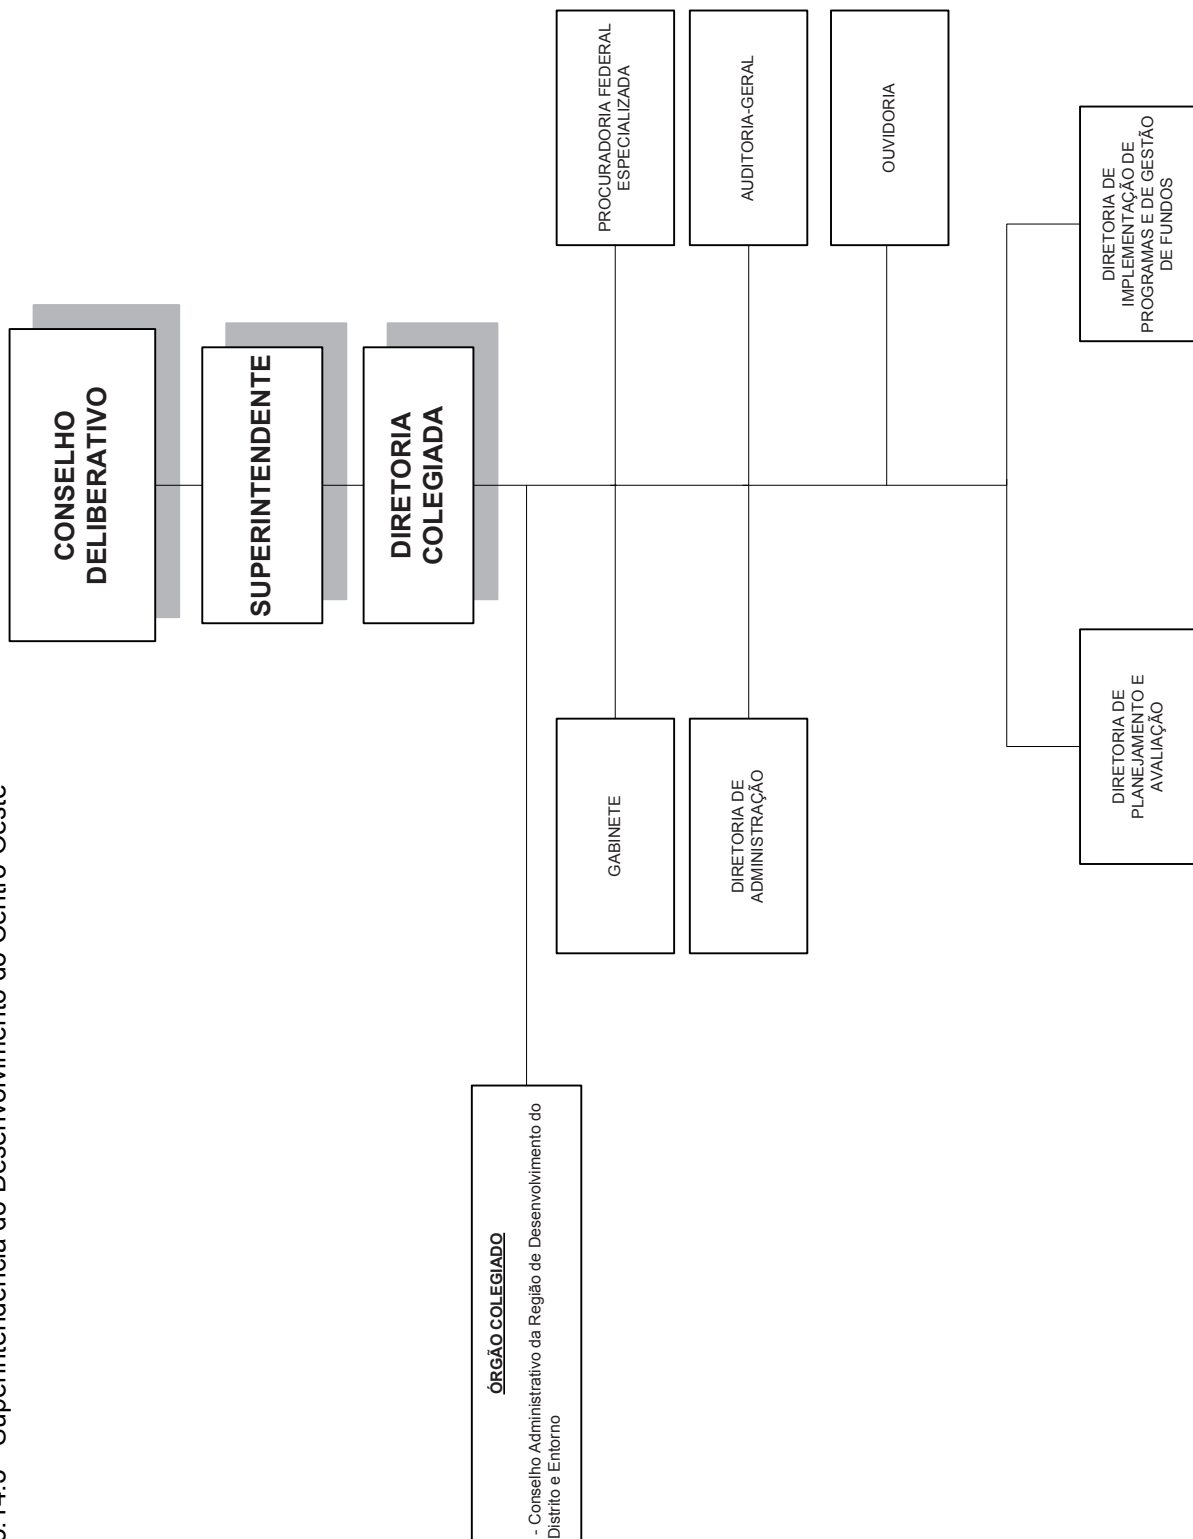 Superintendência do Desenvolvimento do Centro-Oeste
CONSELHO
DELIBERATIVO
SUPERINTENDENTE
DIRETORIA
COLEGIADA
ÓRGÃO COLEGIADO
- Conselho Administrativo da Região de Desenvolvimento do
Distrito e Entorno
GABINETE
PROCURADORIA FEDERAL
ESPECIALIZADA
DIRETORIA DE
ADMINISTRAÇÃO
AUDITORIA-GERAL
OUVIDORIA
DIRETORIA DE
PLANEJAMENTO E
AVALIAÇÃO
DIRETORIA DE
IMPLEMENTAÇÃO DE
PROGRAMAS E DE GESTÃO
DE FUNDOS